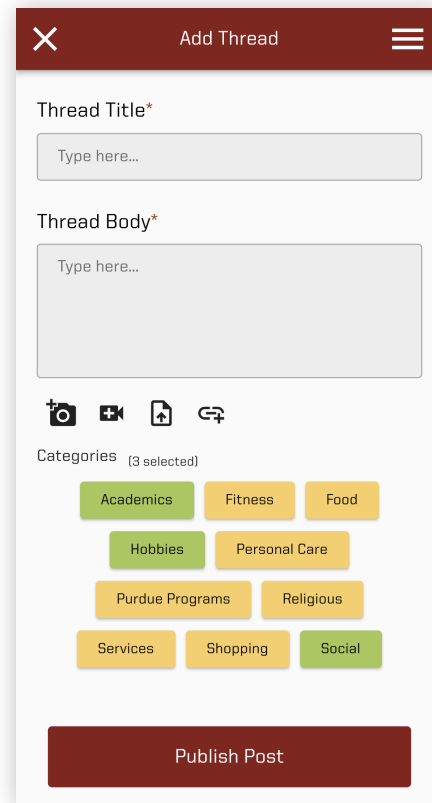 Add Thread
Thread Title*
Type here...
Thread Body*
Type here...
Categories (3 selected)
Academics Fitness Food
Hobbies Personal Care
Purdue Programs Religious
Services Shopping Social
Publish Post